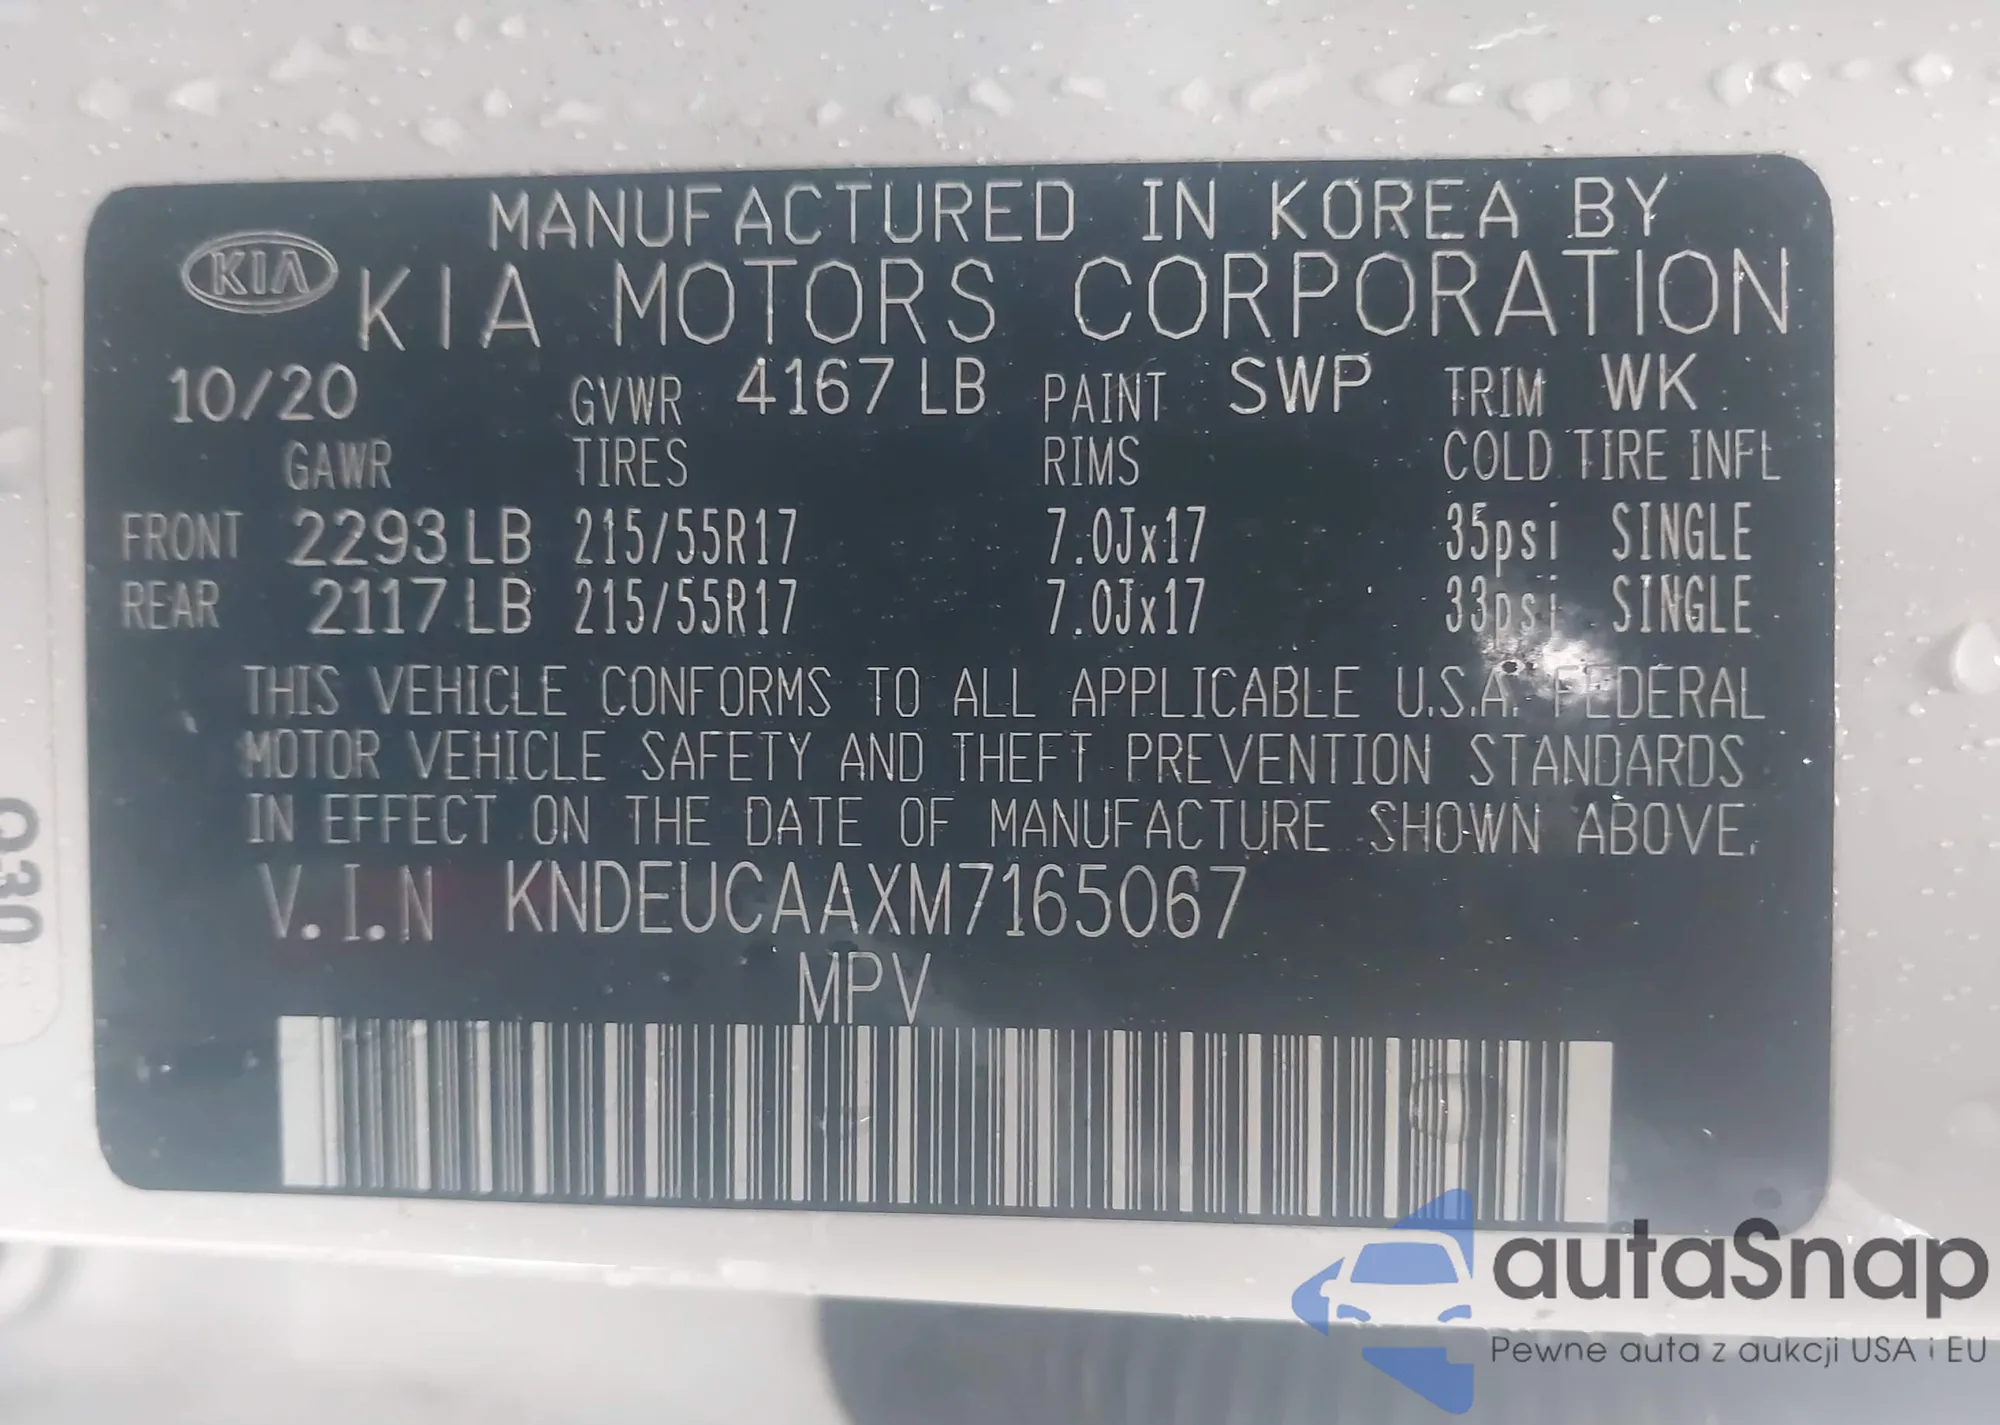 MANUFACTURED IN KOREA BY
KIA KIA MOTORS CORPORATION
10/20 GVWR 4167 LB PAINT SWP TRIM WK
GAWR TIRES RIMS COLD TIRE INFL
FRONT 2293 LB 215/55R17 7.0Jx17 35psi SINGLE
REAR 2117 LB 215/55R17 7.0Jx17 33psi SINGLE
THIS VEHICLE CONFORMS TO ALL APPLICABLE U.S.A. FEDERAL
MOTOR VEHICLE SAFETY AND THEFT PREVENTION STANDARDS
IN EFFECT ON THE DATE OF MANUFACTURE SHOWN ABOVE.
V.I.N KNDEUCAAXM7165067
MPV
autaSnap
Pewne auta z aukcji USA i EU